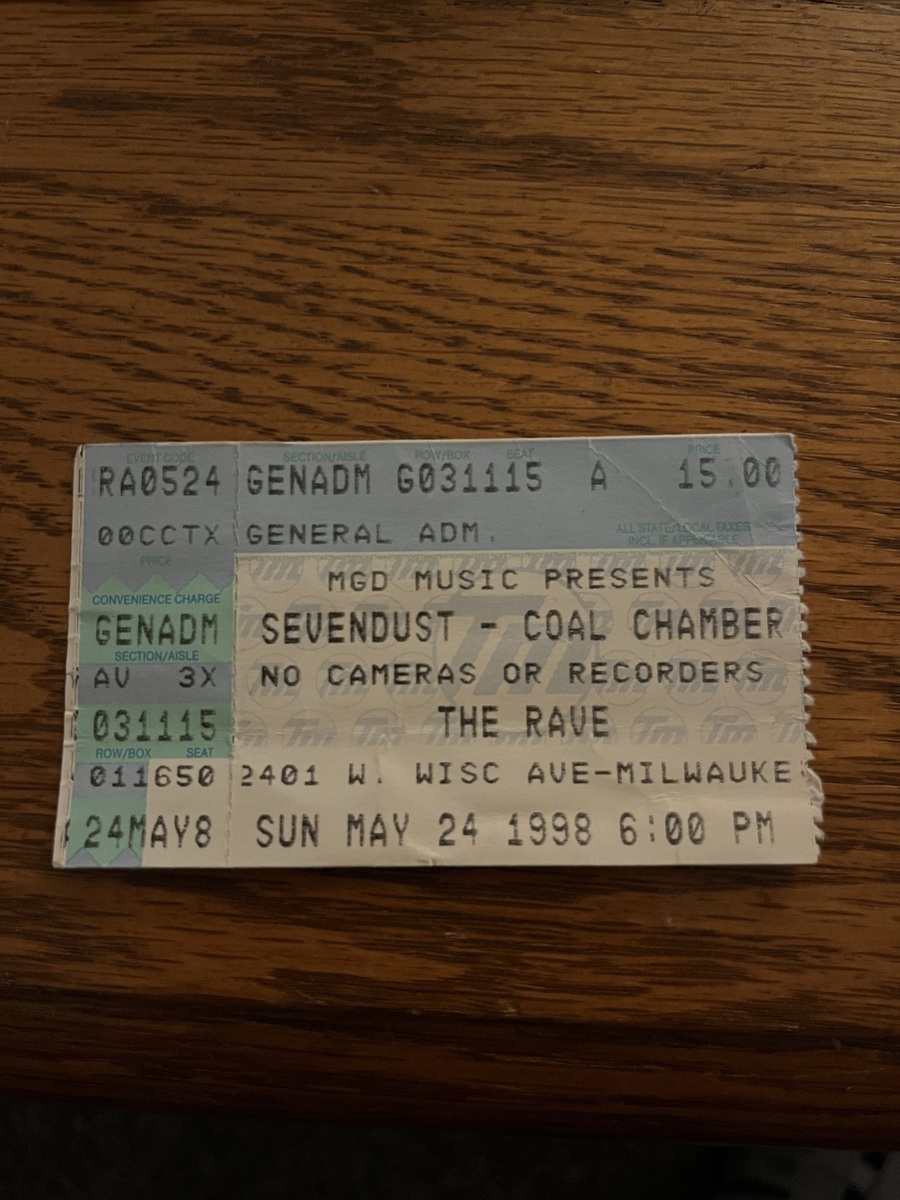 EVENT CODE SECTION/AISLE ROW/BOX SEAT PRICE
RA0524 GENADM G031115 A 15.00
00CCTX GENERAL ADM. ALL STATE/LOCAL TAXES
INCL. IF APPLICABLE
PRICE
MGD MUSIC PRESENTS
CONVENIENCE CHARGE
GENADM SEVENDUST - COAL CHAMBER
SECTION/AISLE
AV 3X NO CAMERAS OR RECORDERS
031115 THE RAVE
ROW/BOX SEAT
011650 2401 W. WISC AVE-MILWAUKE
24MAY8 SUN MAY 24 1998 6:00 PM